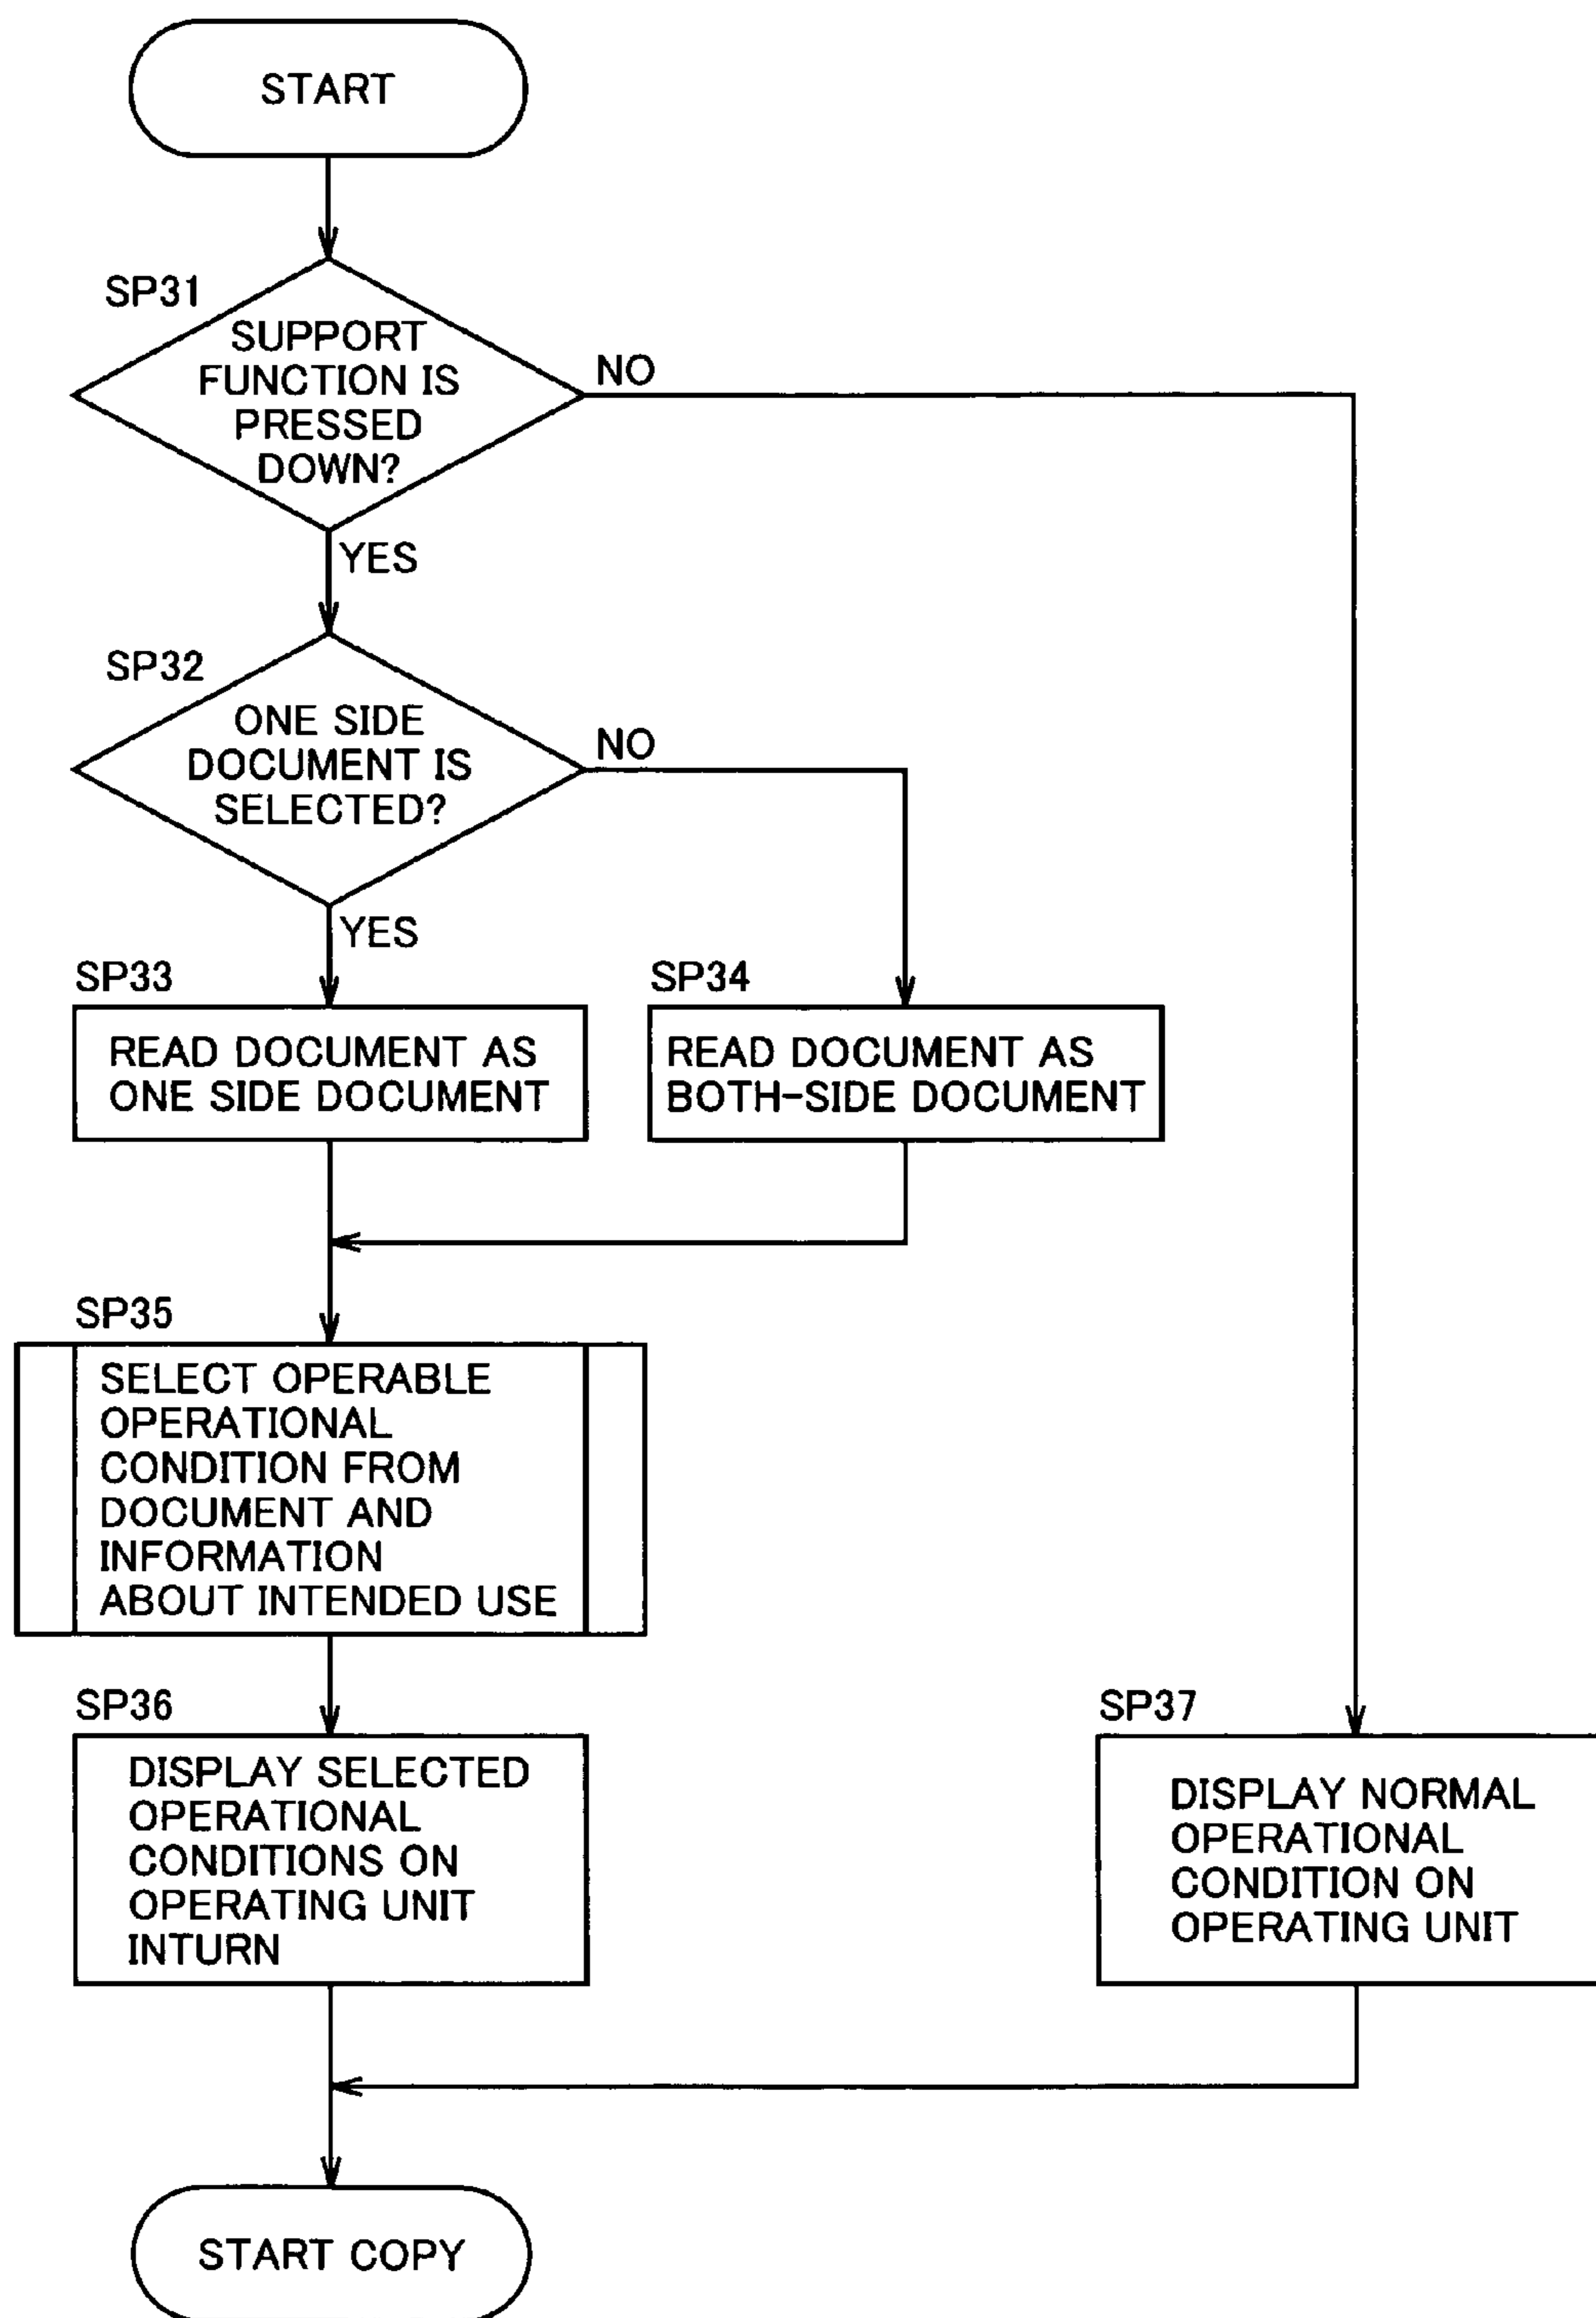 START
SP31
SUPPORT
FUNCTION IS
PRESSED
DOWN?
NO
YES
SP32
ONE SIDE
DOCUMENT IS
SELECTED?
NO
YES
SP33
READ DOCUMENT AS
ONE SIDE DOCUMENT
SP34
READ DOCUMENT AS
BOTH-SIDE DOCUMENT
SP35
SELECT OPERABLE
OPERATIONAL
CONDITION FROM
DOCUMENT AND
INFORMATION
ABOUT INTENDED USE
SP36
DISPLAY SELECTED
OPERATIONAL
CONDITIONS ON
OPERATING UNIT
INTURN
SP37
DISPLAY NORMAL
OPERATIONAL
CONDITION ON
OPERATING UNIT
START COPY